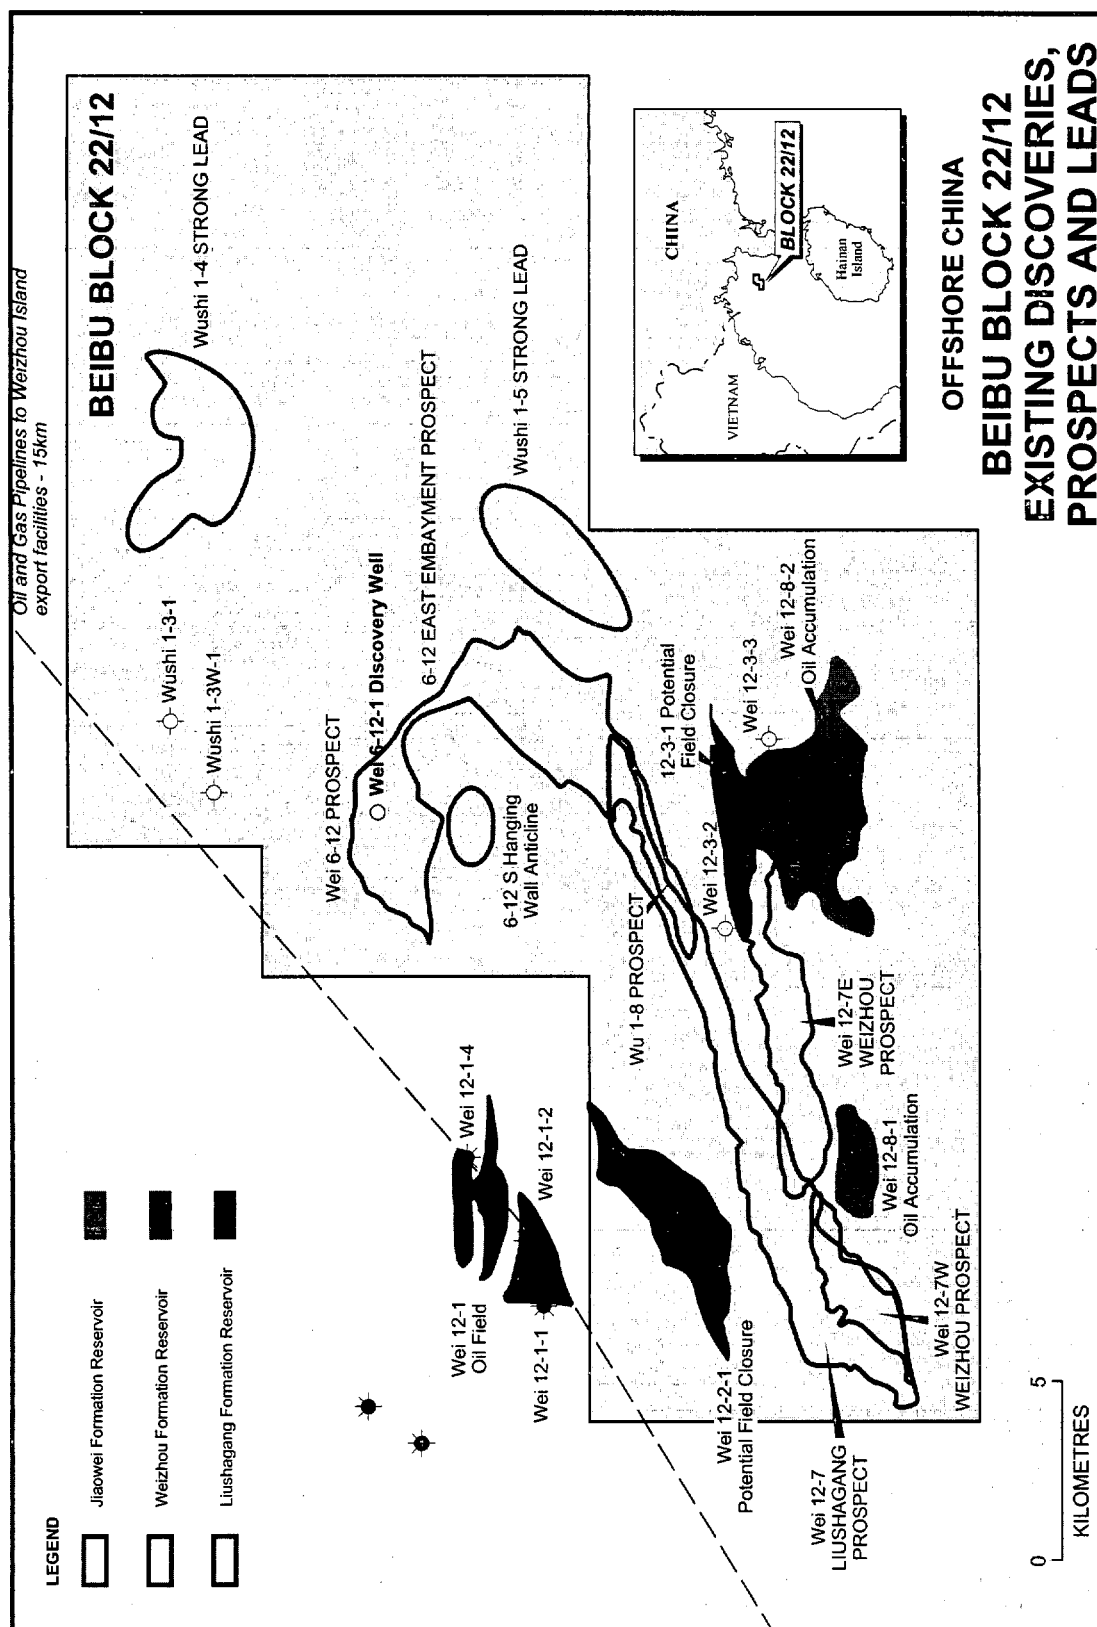 Oil and Gas Pipelines to Weizhou Island
export facilities - 15km
BEIBU BLOCK 22/12
Wushi 1-4 STRONG LEAD
Wushi 1-3-1
Wushi 1-3W-1
Wei 6-12 PROSPECT
Wei 6-12-1 Discovery Well
6-12 EAST EMBAYMENT PROSPECT
Wushi 1-5 STRONG LEAD
6-12 S Hanging
Wall Anticline
LEGEND
Jiaowei Formation Reservoir
Weizhou Formation Reservoir
Liushagang Formation Reservoir
Wei 12-1
Oil Field
Wei 12-1-4
Wei 12-1-2
Wei 12-1-1
Wu 1-8 PROSPECT
12-3-1 Potential
Field Closure
Wei 12-3-2
Wei 12-3-3
Wei 12-8-2
Oil Accumulation
Wei 12-2-1
Potential Field Closure
Wei 12-7
LIUSHAGANG
PROSPECT
Wei 12-7W
WEIZHOU PROSPECT
Wei 12-8-1
Oil Accumulation
Wei 12-7E
WEIZHOU
PROSPECT
CHINA
VIETNAM
BLOCK 22/12
Hainan
Island
0 5
KILOMETRES
OFFSHORE CHINA
BEIBU BLOCK 22/12
EXISTING DISCOVERIES,
PROSPECTS AND LEADS